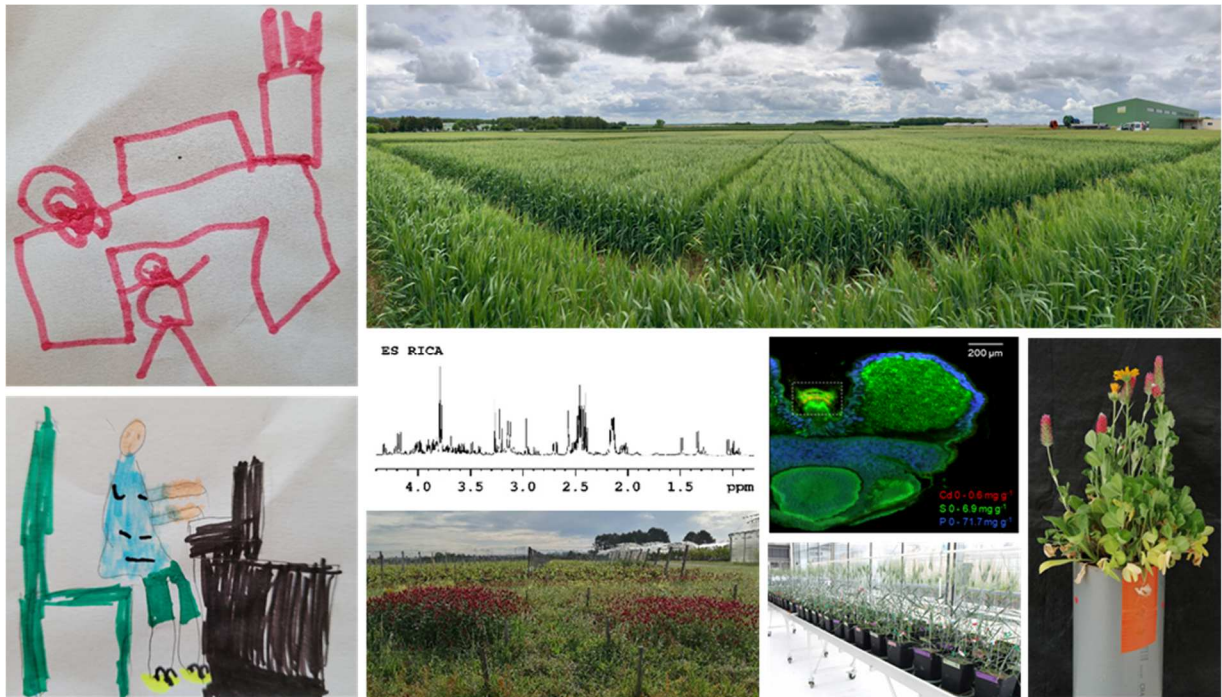 ES RICA
4.0 3.5 3.0 2.5 2.0 1.5 ppm
200 µm
Cd 0 - 0.6 mg g⁻¹
S 0 - 6.9 mg g⁻¹
P 0 - 71.7 mg g⁻¹